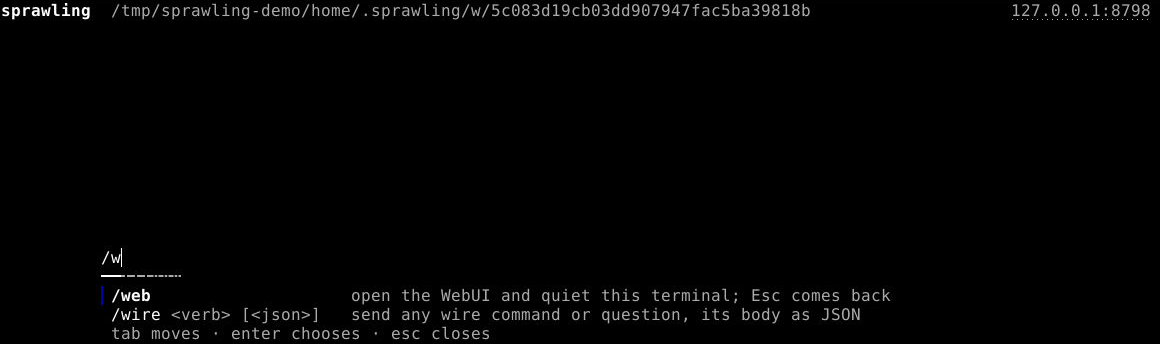 sprawling /tmp/sprawling-demo/home/.sprawling/w/5c083d19cb03dd907947fac5ba39818b 127.0.0.1:8798
/w
/web open the WebUI and quiet this terminal; Esc comes back
/wire <verb> [<json>] send any wire command or question, its body as JSON
tab moves · enter chooses · esc closes